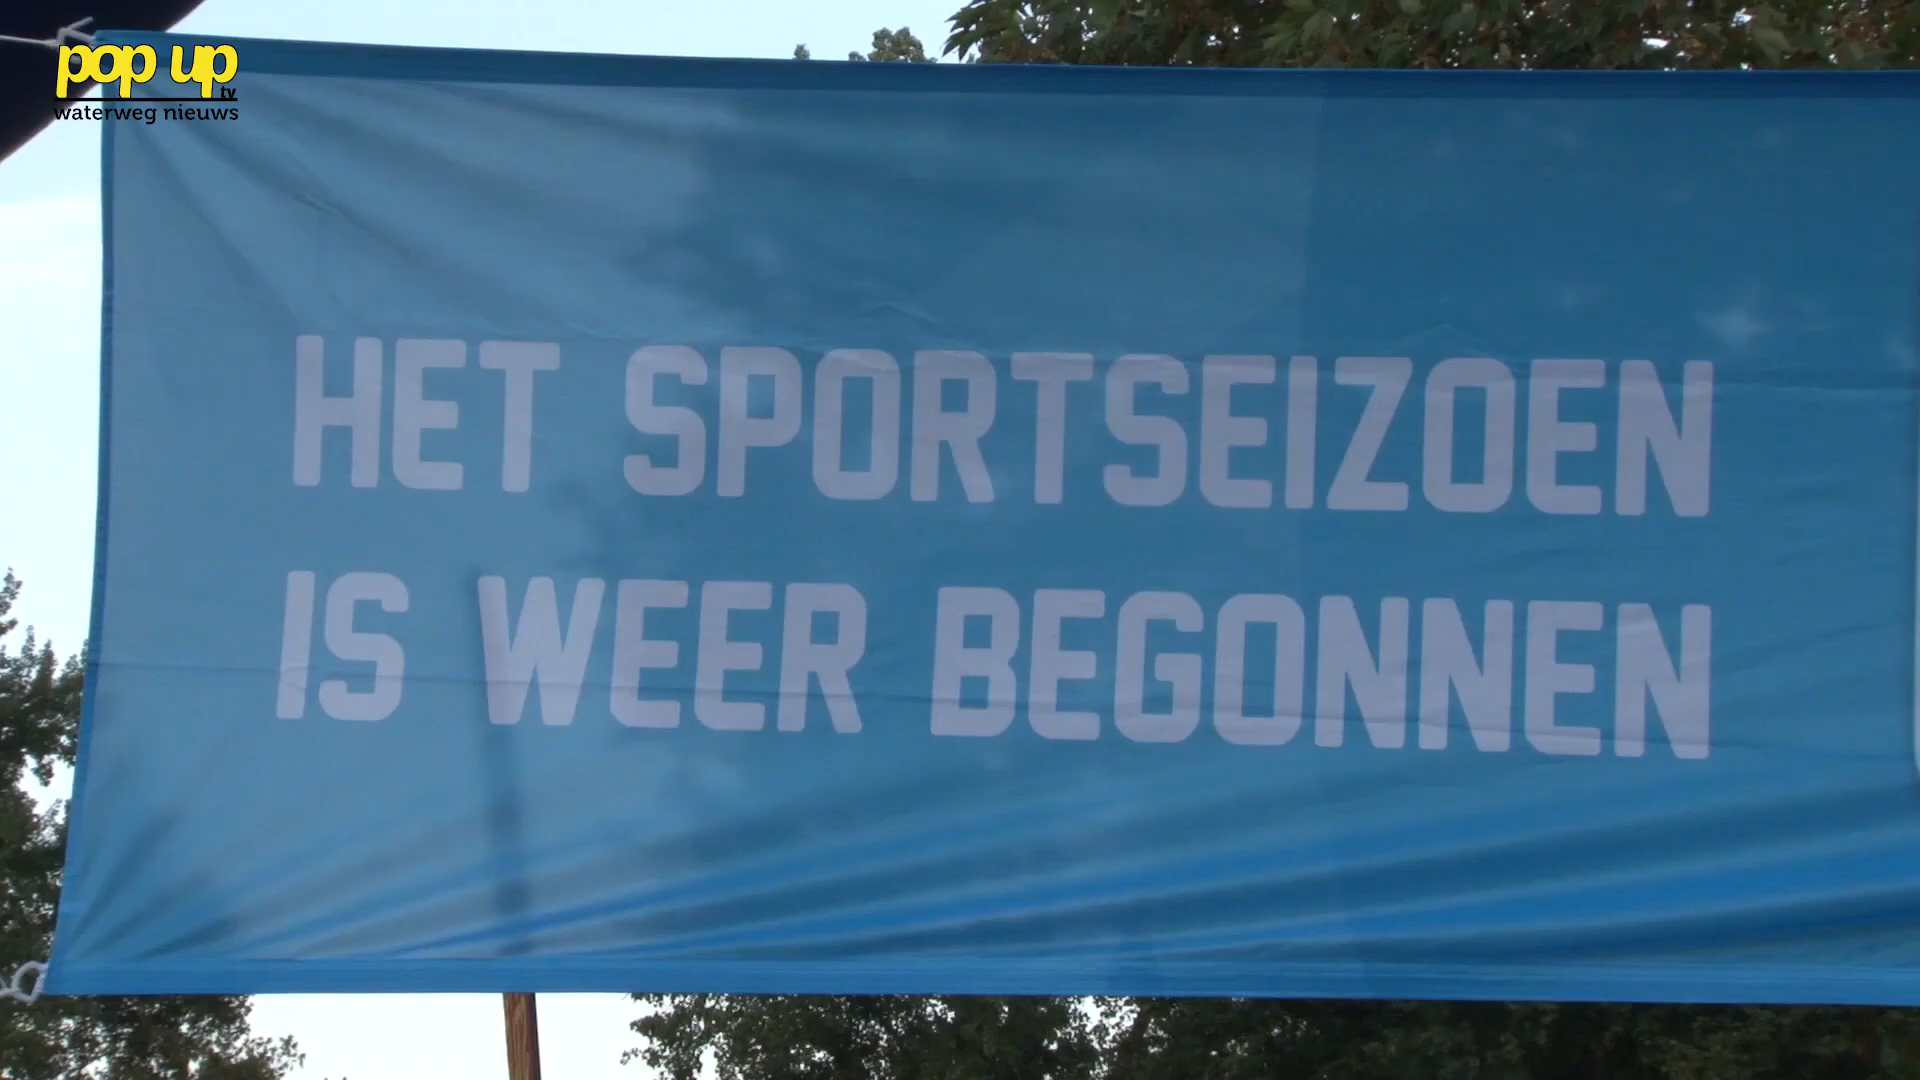 pop up
tv
waterweg nieuws
HET SPORTSEIZOEN
IS WEER BEGONNEN